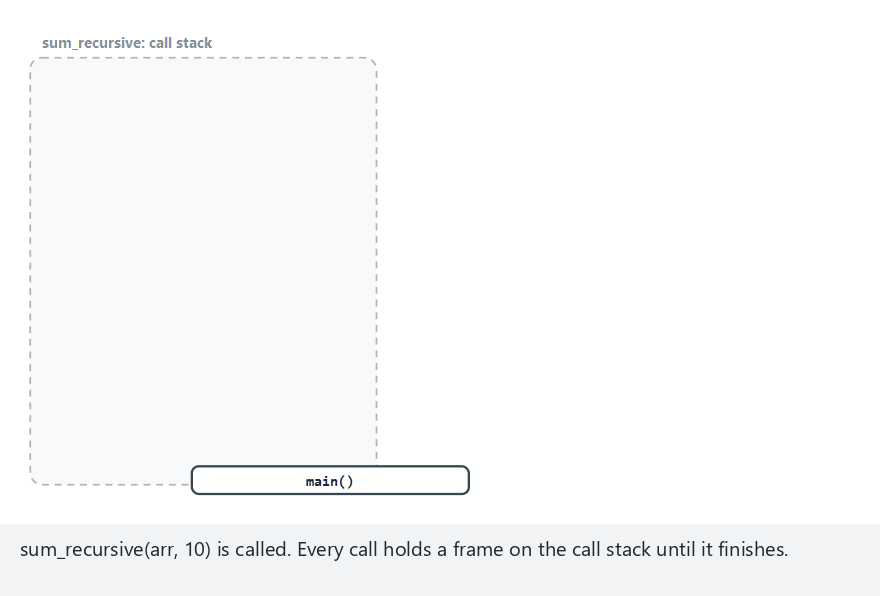 sum_recursive: call stack
main()
sum_recursive(arr, 10) is called. Every call holds a frame on the call stack until it finishes.